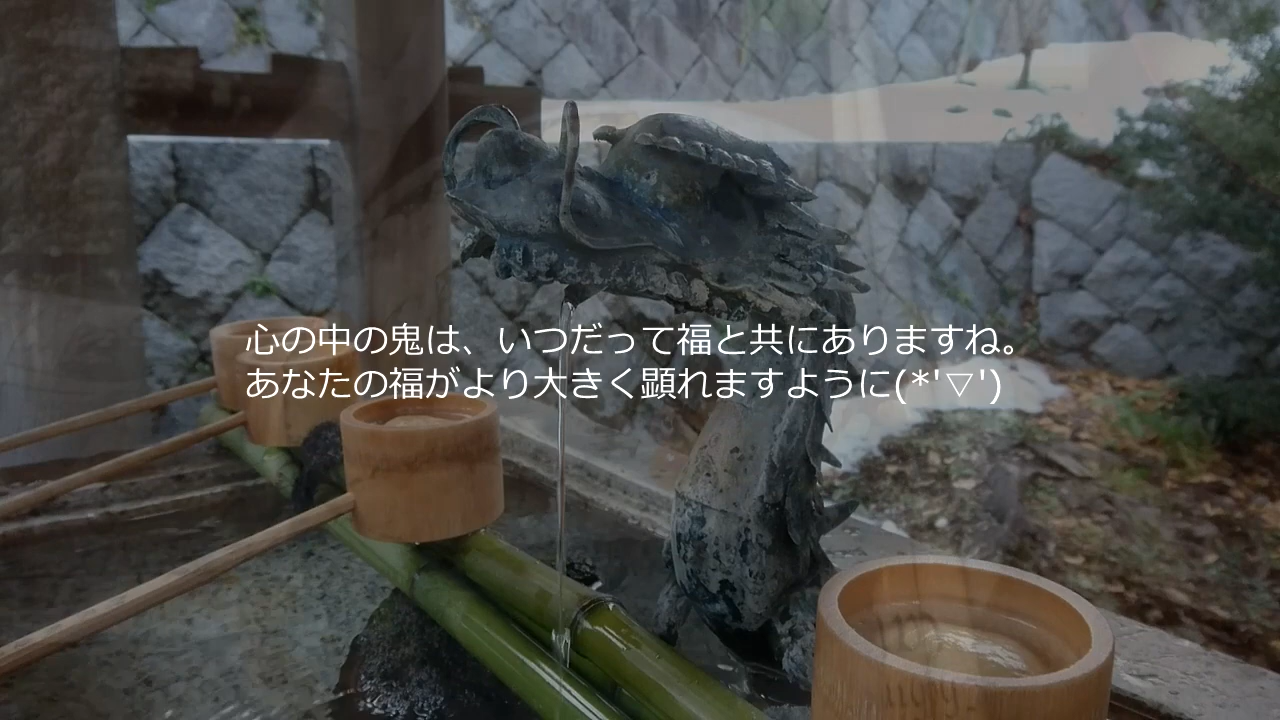 心の中の鬼は、いつだって福と共にありますね。
あなたの福がより大きく顕れますように(*'▽')